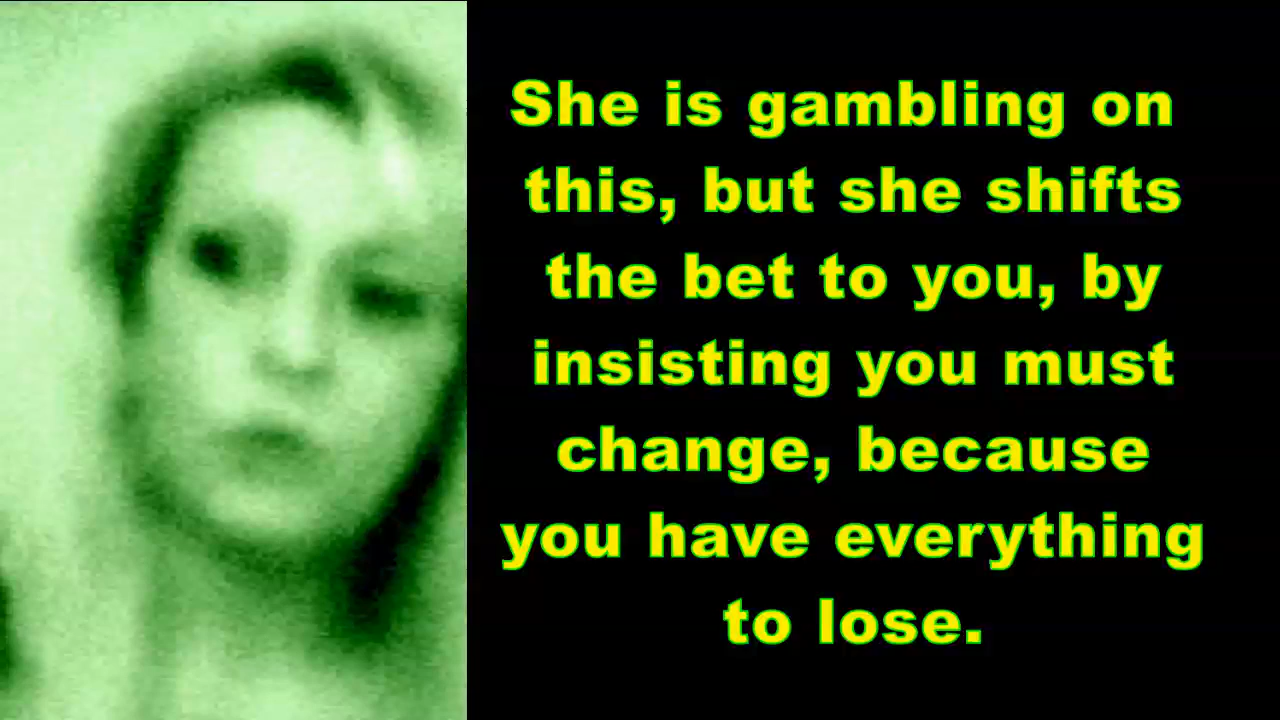 She is gambling on
this, but she shifts
the bet to you, by
insisting you must
change, because
you have everything
to lose.